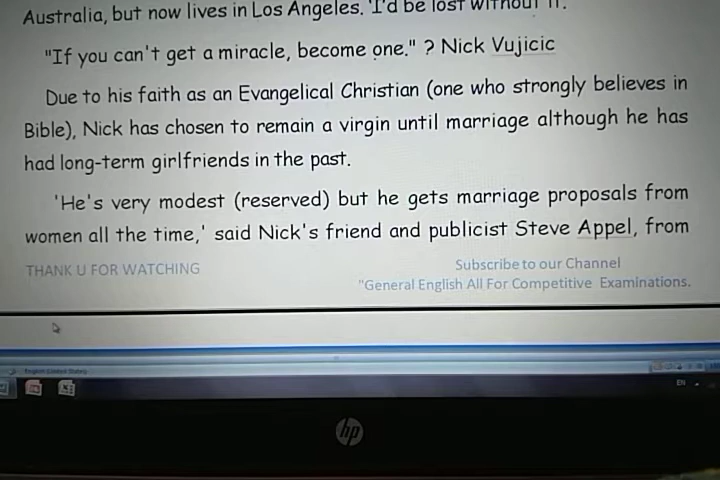 Australia, but now lives in Los Angeles. 'I'd be lost without it.
"If you can't get a miracle, become one." ? Nick Vujicic
Due to his faith as an Evangelical Christian (one who strongly believes in
Bible), Nick has chosen to remain a virgin until marriage although he has
had long-term girlfriends in the past.
'He's very modest (reserved) but he gets marriage proposals from
women all the time,' said Nick's friend and publicist Steve Appel, from
THANK U FOR WATCHING
Subscribe to our Channel
"General English All For Competitive Examinations.
English (United States)
EN
hp